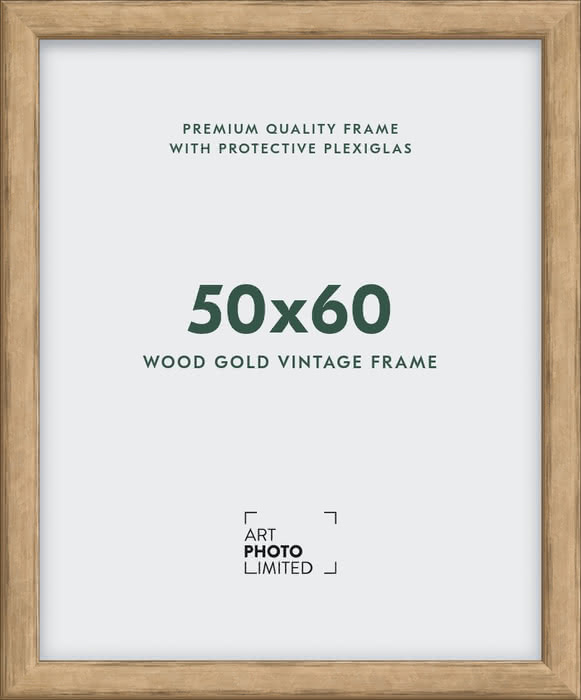 PREMIUM QUALITY FRAME
WITH PROTECTIVE PLEXIGLAS
50x60
WOOD GOLD VINTAGE FRAME
ART
PHOTO
LIMITED